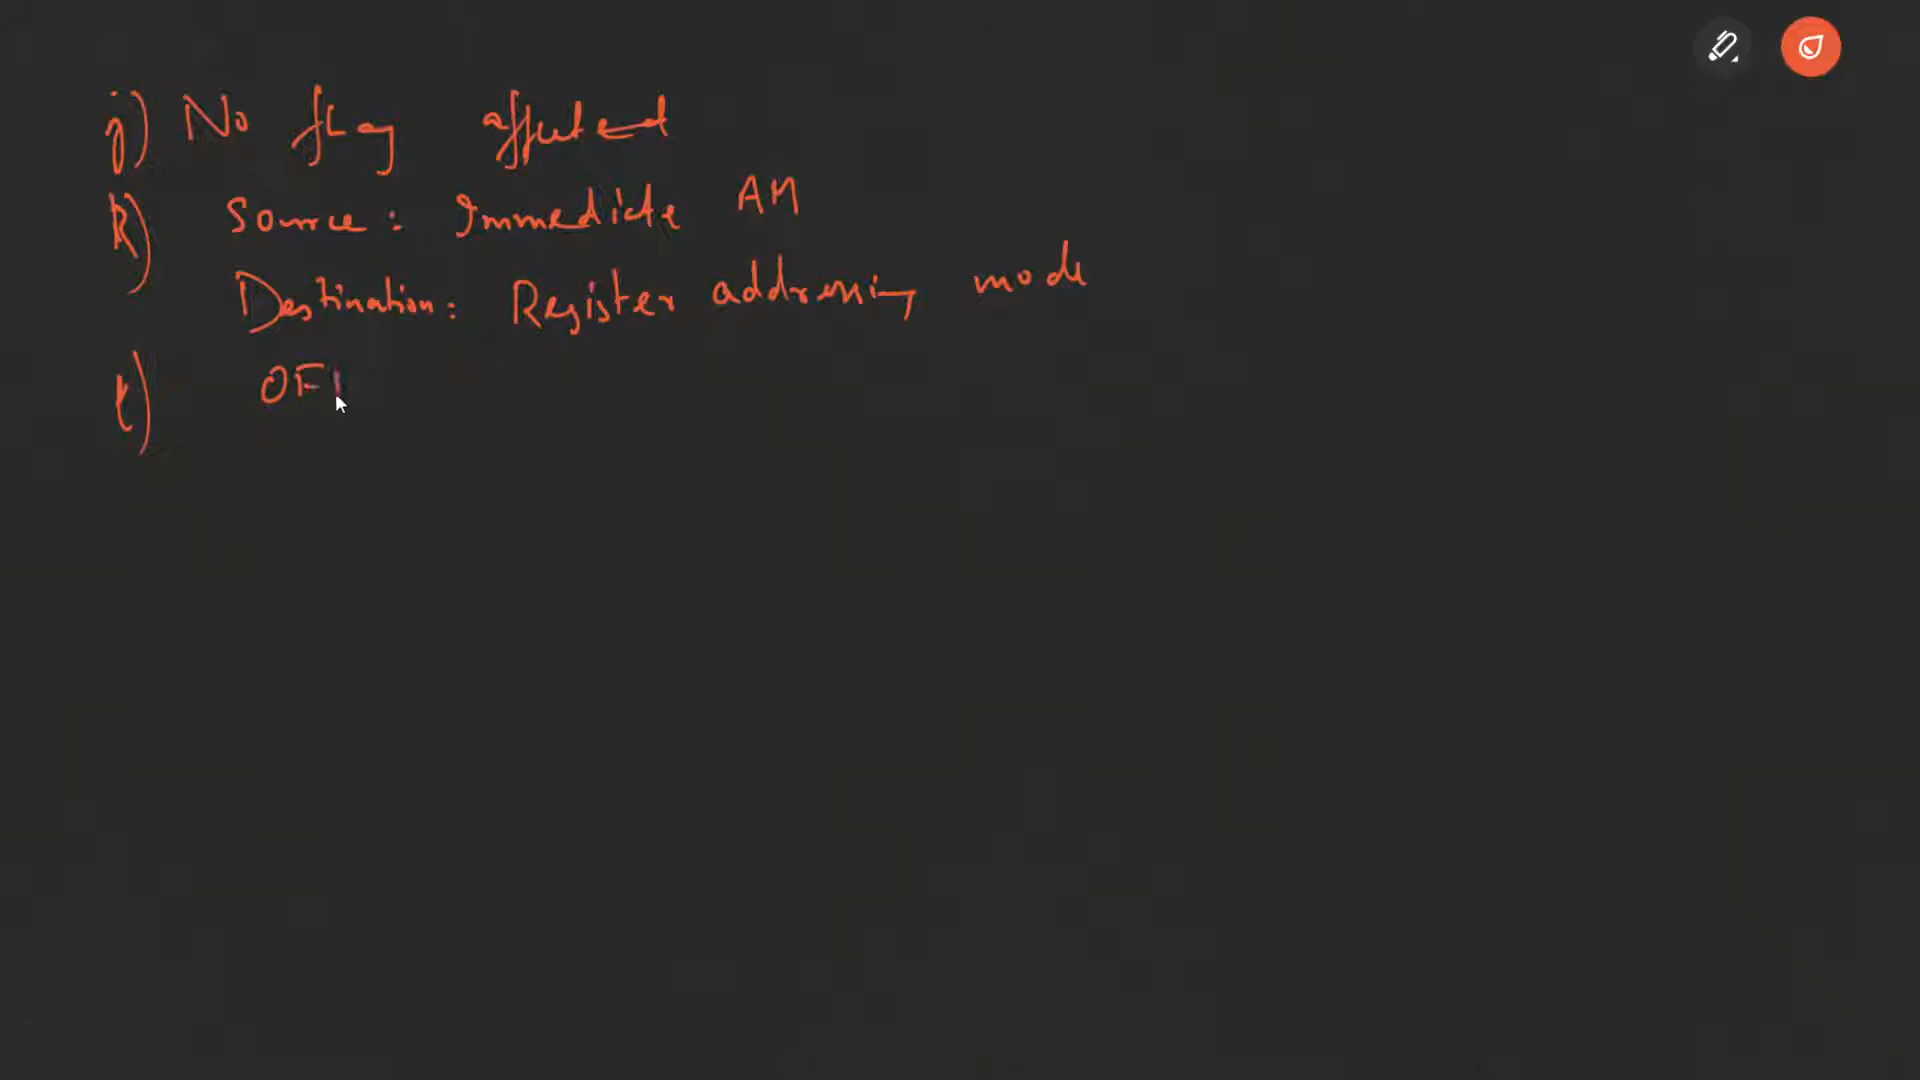 j) No flag affected
k) Source: Immediate AM
Destination: Register addressing mode
l) OF